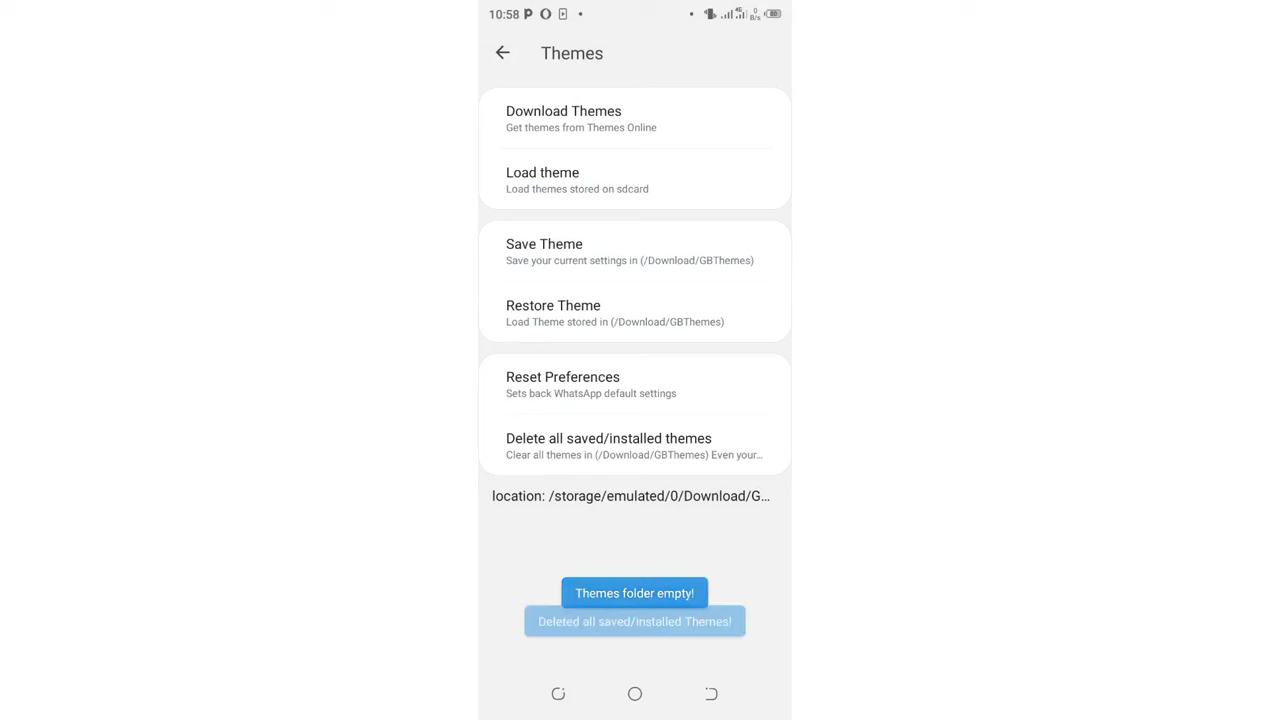 10:58
4G 0 B/s 80
Themes
Download Themes
Get themes from Themes Online
Load theme
Load themes stored on sdcard
Save Theme
Save your current settings in (/Download/GBThemes)
Restore Theme
Load Theme stored in (/Download/GBThemes)
Reset Preferences
Sets back WhatsApp default settings
Delete all saved/installed themes
Clear all themes in (/Download/GBThemes) Even your...
location: /storage/emulated/0/Download/G...
Themes folder empty!
Deleted all saved/installed Themes!